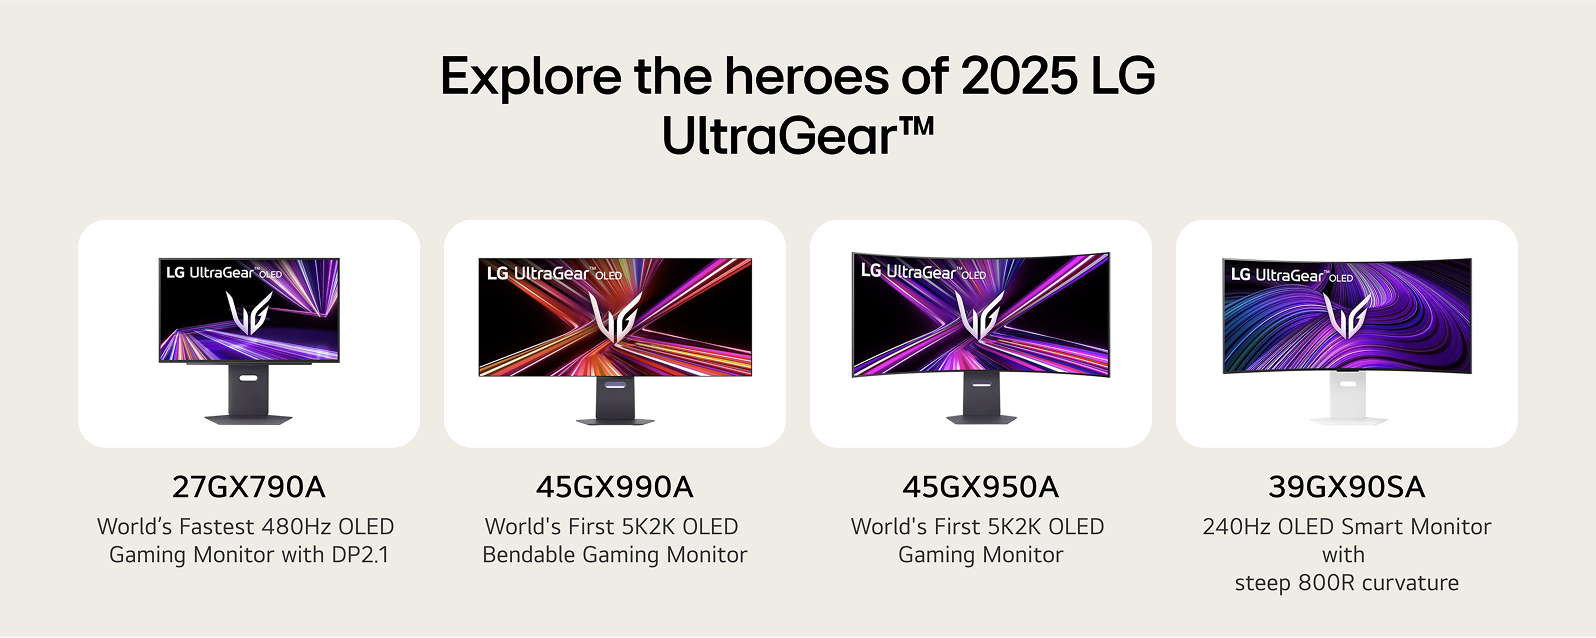 Explore the heroes of 2025 LG
UltraGear™
LG UltraGear™ OLED
LG UltraGear™ OLED
LG UltraGear™ OLED
LG UltraGear™ OLED
27GX790A
World’s Fastest 480Hz OLED
Gaming Monitor with DP2.1
45GX990A
World's First 5K2K OLED
Bendable Gaming Monitor
45GX950A
World's First 5K2K OLED
Gaming Monitor
39GX90SA
240Hz OLED Smart Monitor
with
steep 800R curvature